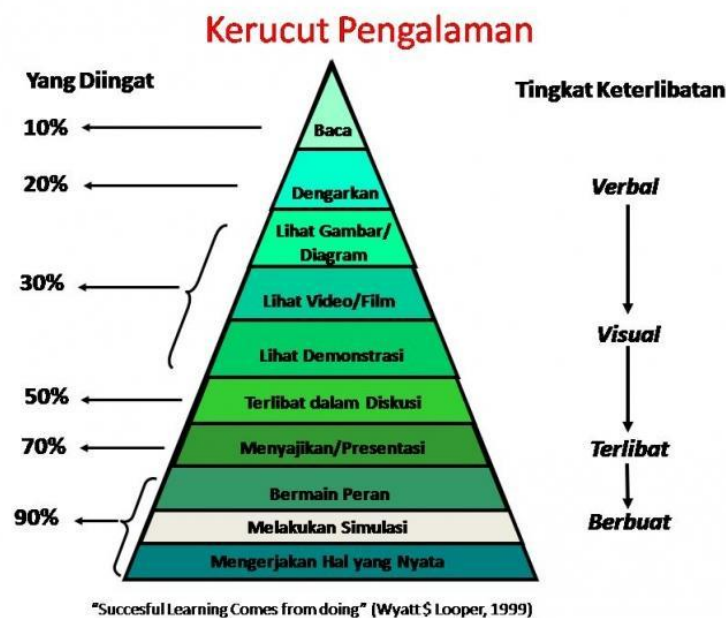 Kerucut Pengalaman
Yang Diingat
Tingkat Keterlibatan
10%
Baca
20%
Dengarkan
Verbal
Lihat Gambar/
Diagram
30%
Lihat Video/Film
Visual
Lihat Demonstrasi
50%
Terlibat dalam Diskusi
70%
Menyajikan/Presentasi
Terlibat
Bermain Peran
90%
Melakukan Simulasi
Berbuat
Mengerjakan Hal yang Nyata
"Succesful Learning Comes from doing" (Wyatt $ Looper, 1999)